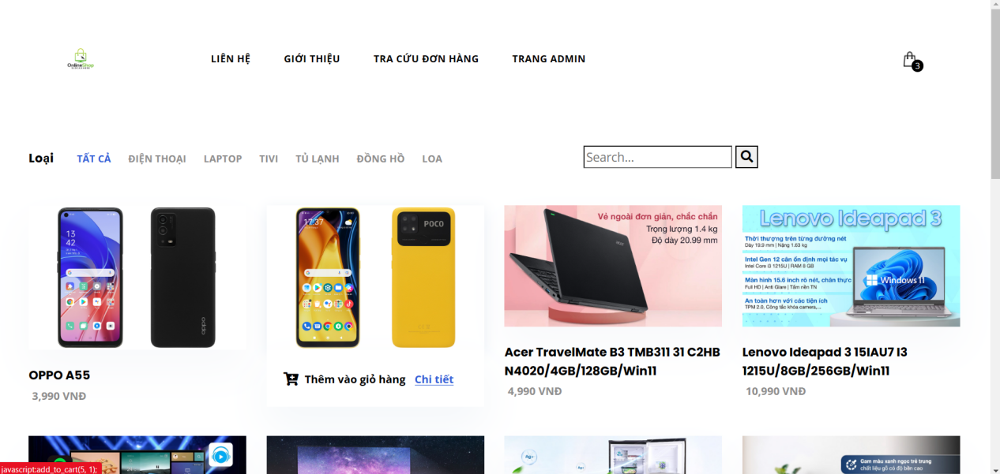 OnlineShop
LIÊN HỆ
GIỚI THIỆU
TRA CỨU ĐƠN HÀNG
TRANG ADMIN
3
Loại
TẤT CẢ
ĐIỆN THOẠI
LAPTOP
TIVI
TỦ LẠNH
ĐỒNG HỒ
LOA
Search...
13
42
oppo
17:37
POCO
Vẻ ngoài đơn giản, chắc chắn
Trọng lượng 1.4 kg
Độ dày 20.99 mm
acer
Lenovo Ideapad 3
Thời thượng trên từng đường nét
Dày 19.9 mm | Nặng 1.63 kg
Intel Gen 12 cân ổn định mọi tác vụ
Intel Core i3 1215U | RAM 8 GB
Màn hình 15.6 inch rõ nét, chân thực
Full HD | Anti Glare | Tấm nền TN
An toàn hơn với các tiện ích
TPM 2.0, Công tắc khóa camera,...
Windows 11
OPPO A55
3,990 VNĐ
Thêm vào giỏ hàng Chi tiết
Acer TravelMate B3 TMB311 31 C2HB
N4020/4GB/128GB/Win11
4,990 VNĐ
Lenovo Ideapad 3 15IAU7 I3
1215U/8GB/256GB/Win11
10,990 VNĐ
Ag+
Ag+
Gam màu xanh ngọc trẻ trung
chất liệu gỗ có độ bền cao
javascript:add_to_cart(5, 1);